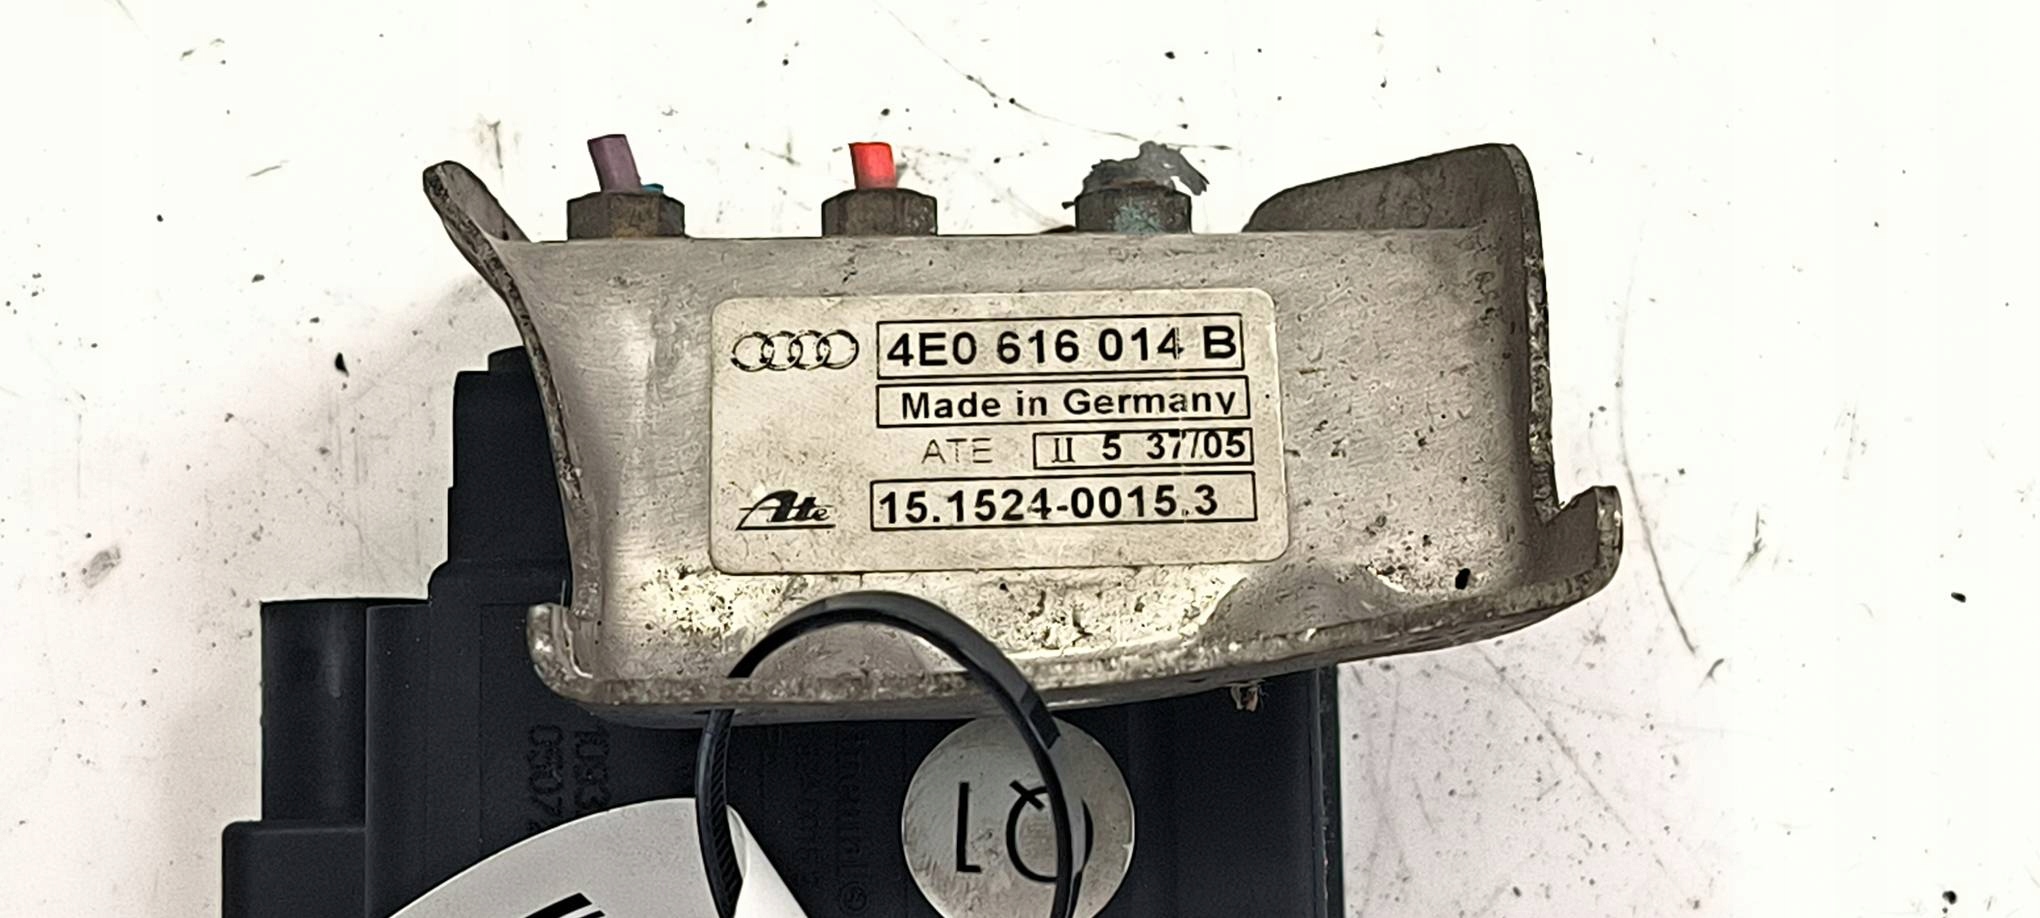 4E0 616 014 B
Made in Germany
ATE II 5 37/05
Ate 15.1524-0015.3